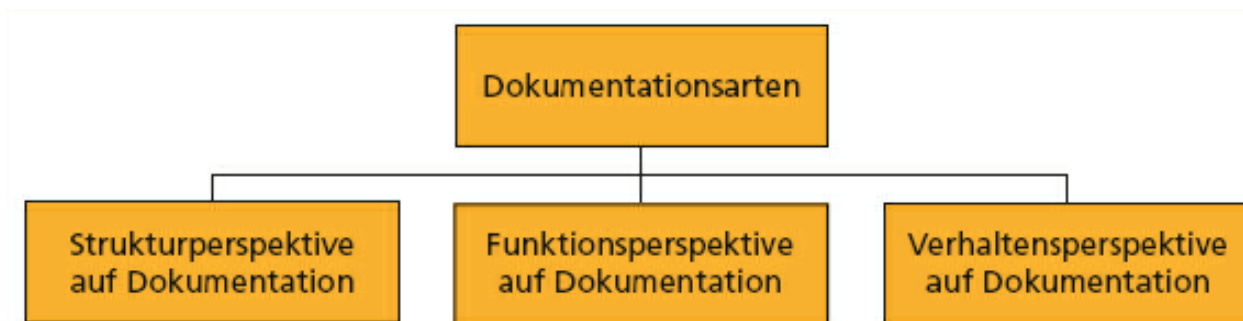 Dokumentationsarten
Strukturperspektive
auf Dokumentation
Funktionsperspektive
auf Dokumentation
Verhaltensperspektive
auf Dokumentation